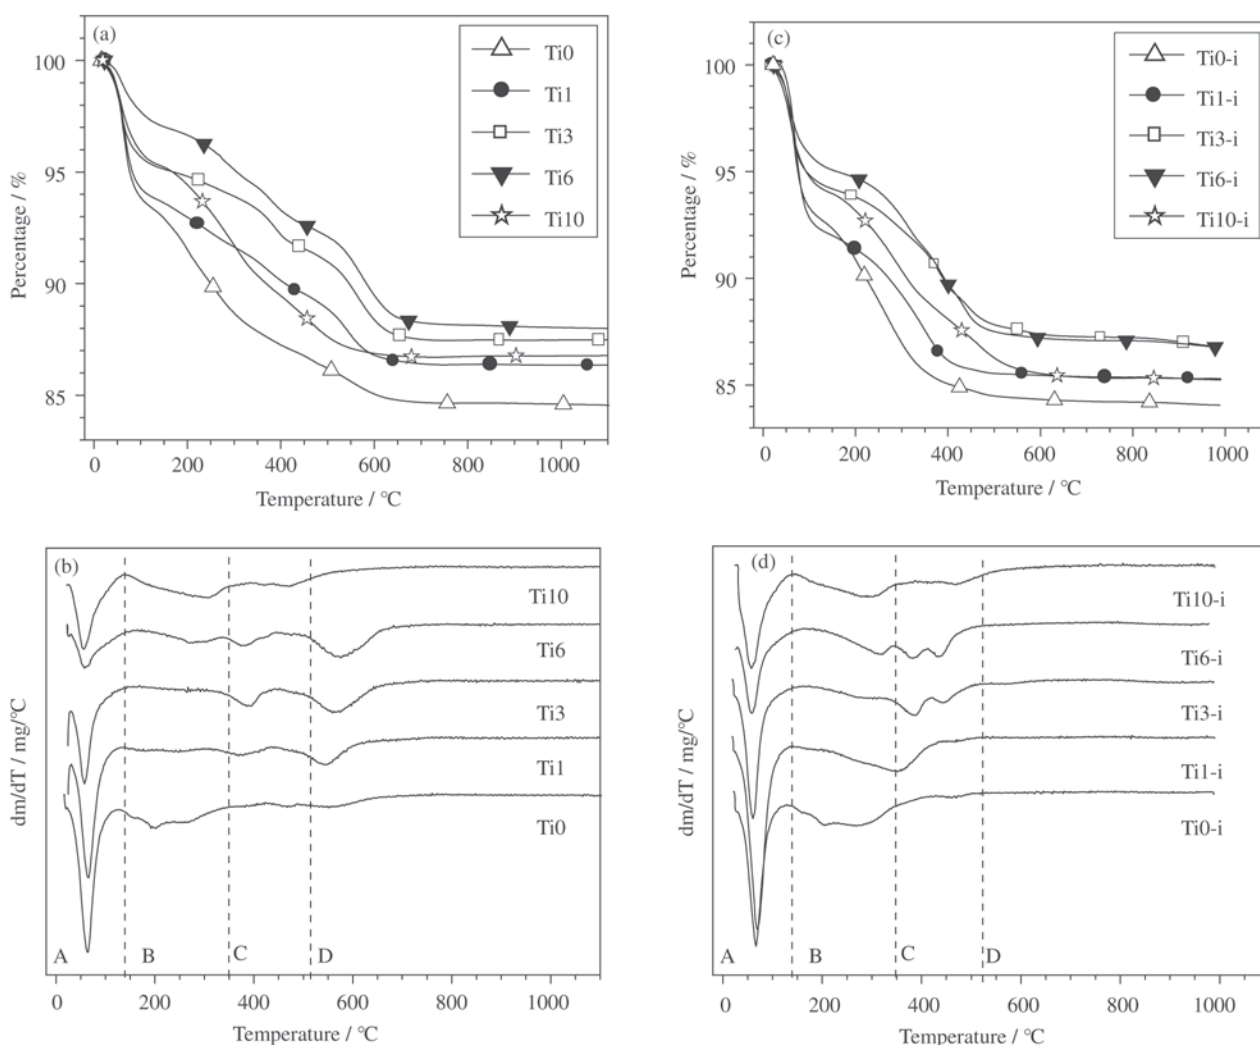 (a)
Ti0
Ti1
Ti3
Ti6
Ti10
100
95
90
85
Percentage / %
0 200 400 600 800 1000
Temperature / °C
(c)
Ti0-i
Ti1-i
Ti3-i
Ti6-i
Ti10-i
100
95
90
85
Percentage / %
0 200 400 600 800 1000
Temperature / °C
(b)
Ti10
Ti6
Ti3
Ti1
Ti0
A B C D
dm/dT / mg/°C
0 200 400 600 800 1000
Temperature / °C
(d)
Ti10-i
Ti6-i
Ti3-i
Ti1-i
Ti0-i
A B C D
dm/dT / mg/°C
0 200 400 600 800 1000
Temperature / °C